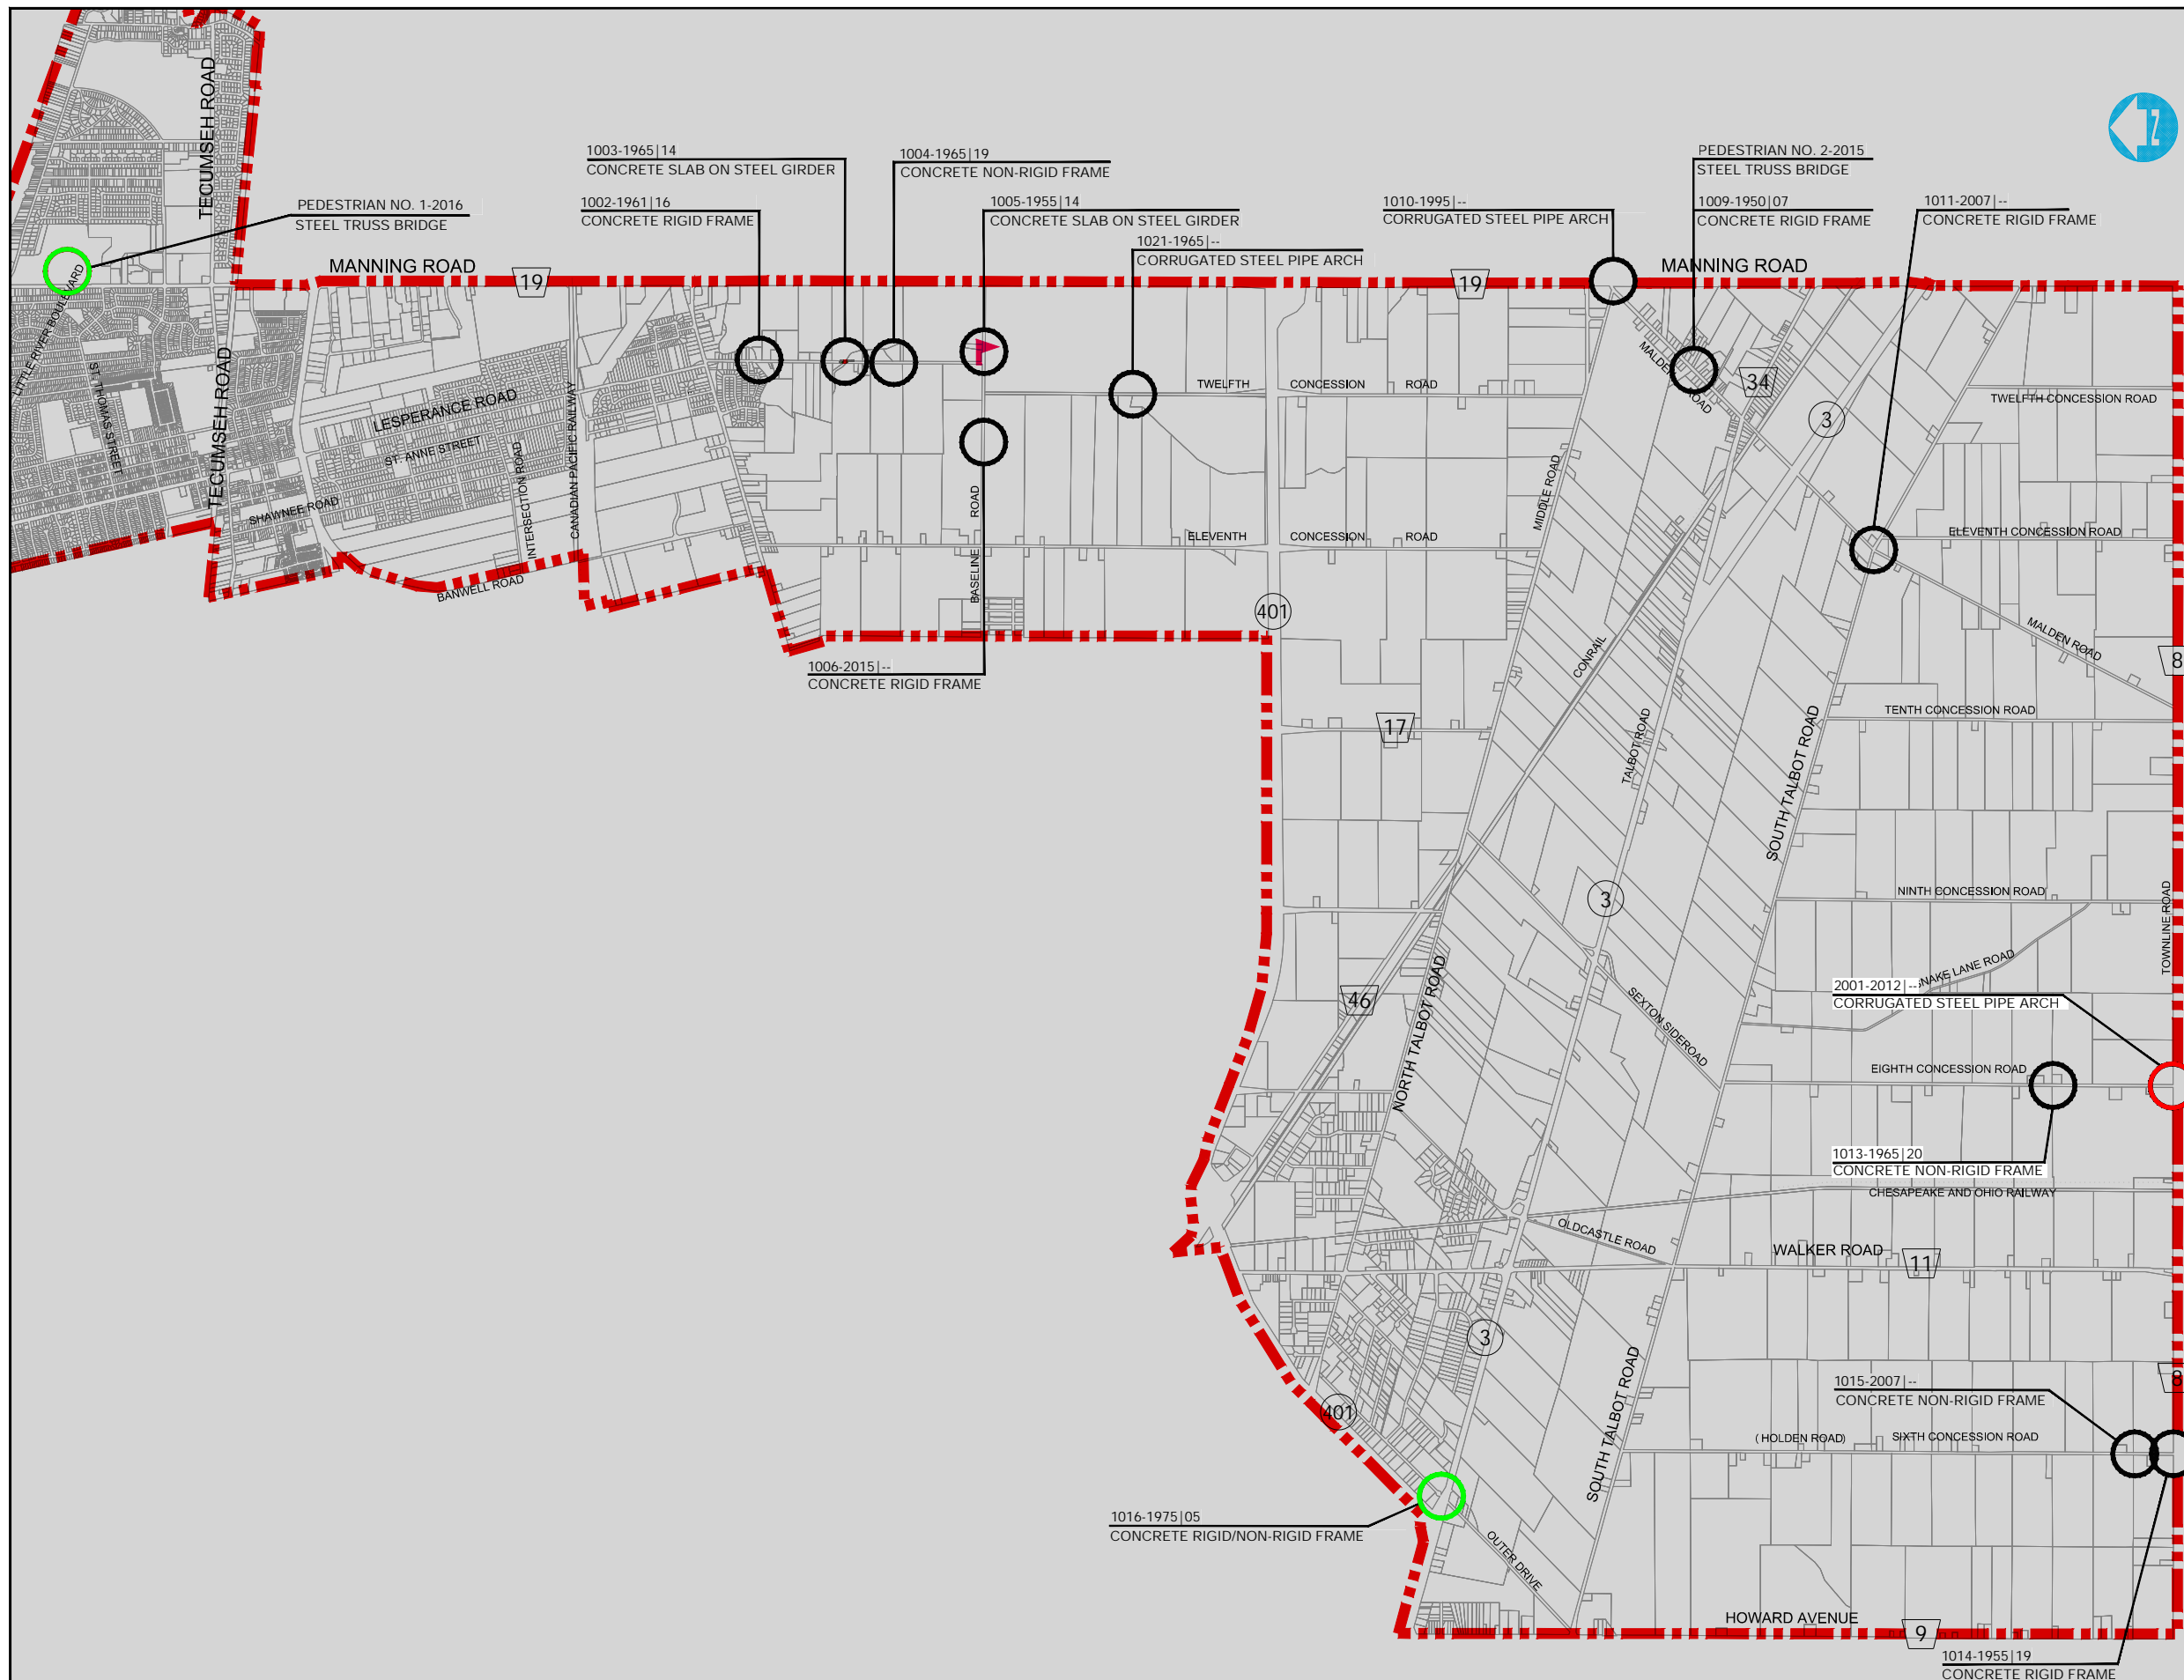 TECUMSEH ROAD
Z
1003-1965|14
CONCRETE SLAB ON STEEL GIRDER
1004-1965|19
CONCRETE NON-RIGID FRAME
PEDESTRIAN NO. 2-2015
STEEL TRUSS BRIDGE
PEDESTRIAN NO. 1-2016
STEEL TRUSS BRIDGE
1002-1961|16
CONCRETE RIGID FRAME
1005-1955|14
CONCRETE SLAB ON STEEL GIRDER
1010-1995|--
CORRUGATED STEEL PIPE ARCH
1009-1950|07
CONCRETE RIGID FRAME
1011-2007|--
CONCRETE RIGID FRAME
1021-1965|--
CORRUGATED STEEL PIPE ARCH
MANNING ROAD
19
19
MANNING ROAD
LITTLE RIVER BOULEVARD
ST. THOMAS STREET
TECUMSEH ROAD
LESPERANCE ROAD
ST. ANNE STREET
SHAWNEE ROAD
INTERSECTION ROAD
CANADIAN PACIFIC RAILWAY
BANWELL ROAD
TWELFTH CONCESSION ROAD
MALDEN ROAD
34
3
TWELFTH CONCESSION ROAD
BASELINE ROAD
MIDDLE ROAD
ELEVENTH CONCESSION ROAD
ELEVENTH CONCESSION ROAD
401
1006-2015|--
CONCRETE RIGID FRAME
CONRAIL
MALDEN ROAD
8
17
TALBOT ROAD
SOUTH TALBOT ROAD
TENTH CONCESSION ROAD
3
NINTH CONCESSION ROAD
TOWNLINE ROAD
46
NORTH TALBOT ROAD
SEXTON SIDEROAD
SNAKE LANE ROAD
2001-2012|--
CORRUGATED STEEL PIPE ARCH
EIGHTH CONCESSION ROAD
1013-1965|20
CONCRETE NON-RIGID FRAME
CHESAPEAKE AND OHIO RAILWAY
OLDCASTLE ROAD
WALKER ROAD
11
3
401
SOUTH TALBOT ROAD
8
1015-2007|--
CONCRETE NON-RIGID FRAME
(HOLDEN ROAD) SIXTH CONCESSION ROAD
1016-1975|05
CONCRETE RIGID/NON-RIGID FRAME
OUTER DRIVE
HOWARD AVENUE
9
1014-1955|19
CONCRETE RIGID FRAME